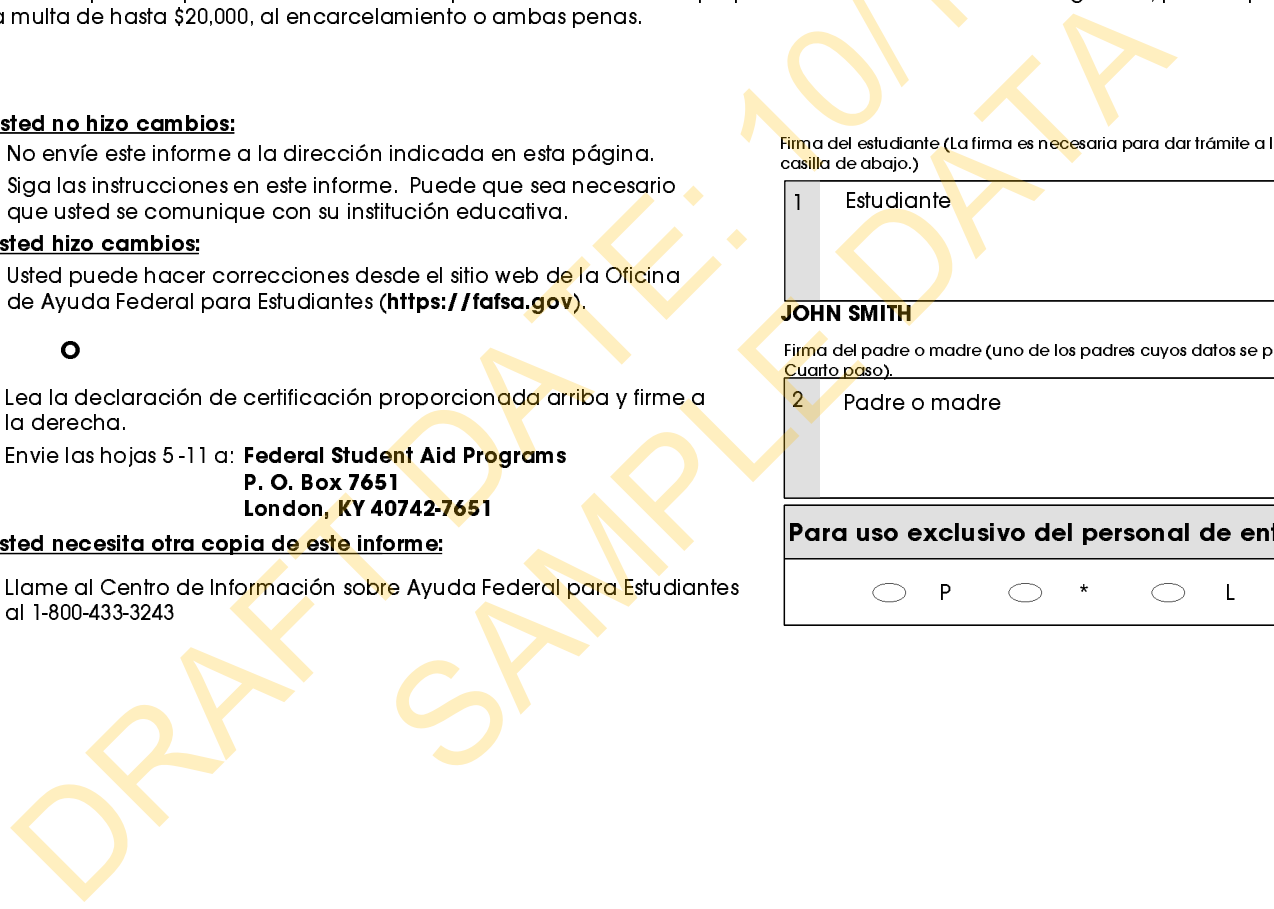 a multa de hasta $20,000, al encarcelamiento o ambas penas.
sted no hizo cambios:
No envíe este informe a la dirección indicada en esta página.
Siga las instrucciones en este informe. Puede que sea necesario
que usted se comunique con su institución educativa.
sted hizo cambios:
Usted puede hacer correcciones desde el sitio web de la Oficina
de Ayuda Federal para Estudiantes (https://fafsa.gov).
O
Lea la declaración de certificación proporcionada arriba y firme a
la derecha.
Envie las hojas 5 -11 a: Federal Student Aid Programs
P. O. Box 7651
London, KY 40742-7651
sted necesita otra copia de este informe:
Llame al Centro de Información sobre Ayuda Federal para Estudiantes
al 1-800-433-3243
Firma del estudiante (La firma es necesaria para dar trámite a l
casilla de abajo.)
1 Estudiante
JOHN SMITH
Firma del padre o madre (uno de los padres cuyos datos se p
Cuarto paso).
2 Padre o madre
Para uso exclusivo del personal de ent
P * L
DRAFT DATE: 10/1
SAMPLE DATA